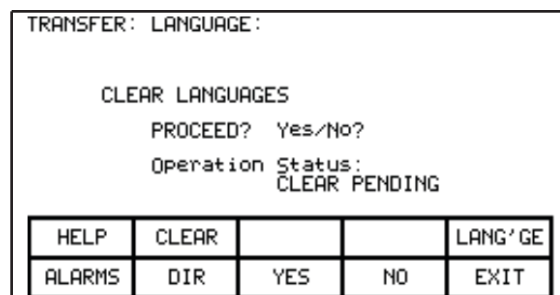 TRANSFER: LANGUAGE:
CLEAR LANGUAGES
PROCEED? Yes/No?
Operation Status:
CLEAR PENDING
HELP CLEAR LANG'GE
ALARMS DIR YES NO EXIT